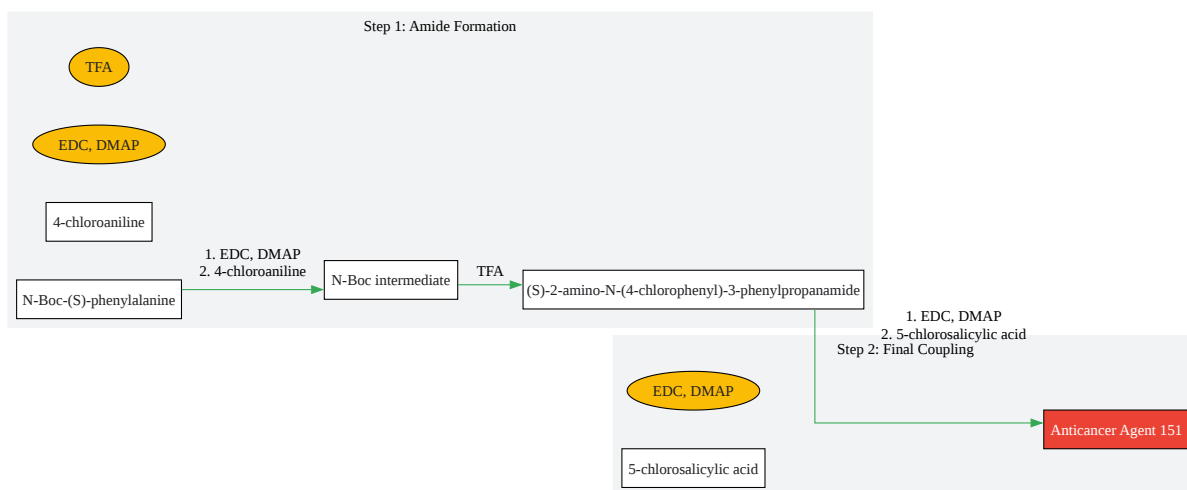 Step 1: Amide Formation
TFA
EDC, DMAP
4-chloroaniline
N-Boc-(S)-phenylalanine
1. EDC, DMAP
2. 4-chloroaniline
N-Boc intermediate
TFA
(S)-2-amino-N-(4-chlorophenyl)-3-phenylpropanamide
1. EDC, DMAP
2. 5-chlorosalicylic acid
Step 2: Final Coupling
EDC, DMAP
5-chlorosalicylic acid
Anticancer Agent 151